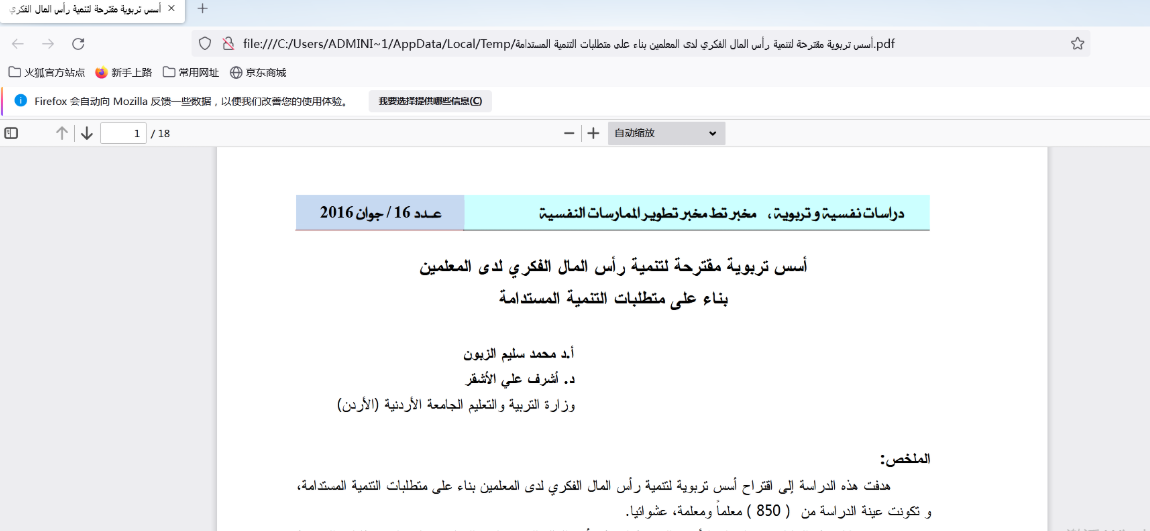 أسس تربوية مقترحة لتنمية رأس المال الفكري
file:///C:/Users/ADMINI~1/AppData/Local/Temp/أسس تربوية مقترحة لتنمية رأس المال الفكري لدى المعلمين بناء على متطلبات التنمية المستدامة.pdf
火狐官方站点 新手上路 常用网址 京东商城
Firefox 会自动向 Mozilla 反馈一些数据，以便我们改善您的使用体验。 我要选择提供哪些信息(C)
1 / 18 自动缩放
دراسات نفسية و تربوية ، مخبر تط مخبر تطوير الممارسات النفسية عـدد 16 / جوان 2016
أسس تربوية مقترحة لتنمية رأس المال الفكري لدى المعلمين
بناء على متطلبات التنمية المستدامة
أ.د محمد سليم الزبون
د. أشرف علي الأشقر
وزارة التربية والتعليم الجامعة الأردنية (الأردن)
الملخص:
هدفت هذه الدراسة إلى اقتراح أسس تربوية لتنمية رأس المال الفكري لدى المعلمين بناء على متطلبات التنمية المستدامة،
و تكونت عينة الدراسة من ( 850 ) معلماً ومعلمة، عشوائيا.